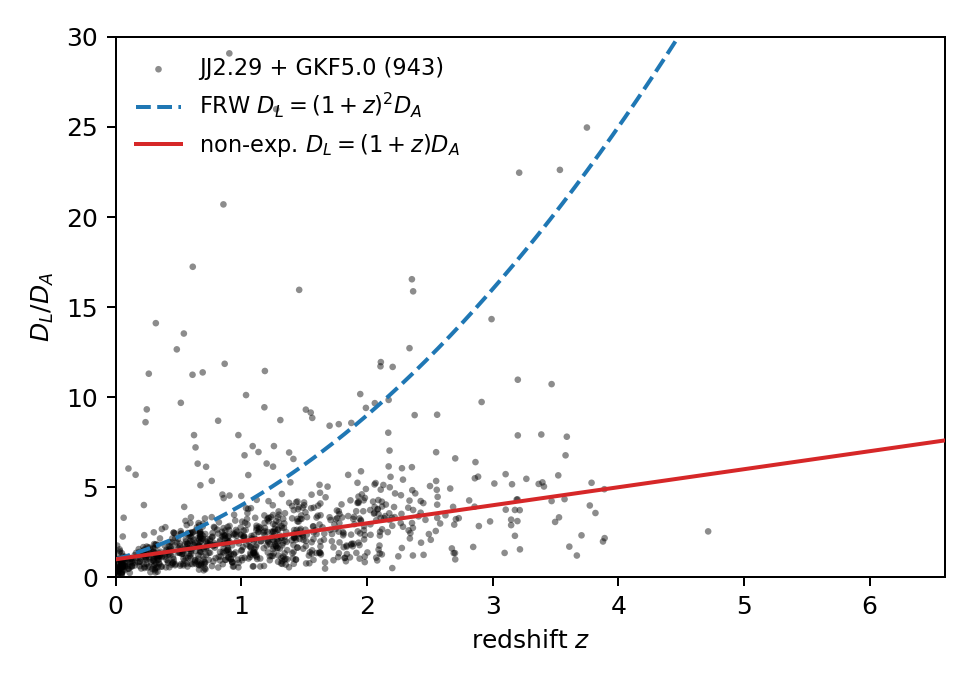 JJ2.29 + GKF5.0 (943)
FRW $D_L = (1+z)^2 D_A$
non-exp. $D_L = (1+z)D_A$
30
25
20
15
10
5
0
$D_L/D_A$
0 1 2 3 4 5 6
redshift $z$